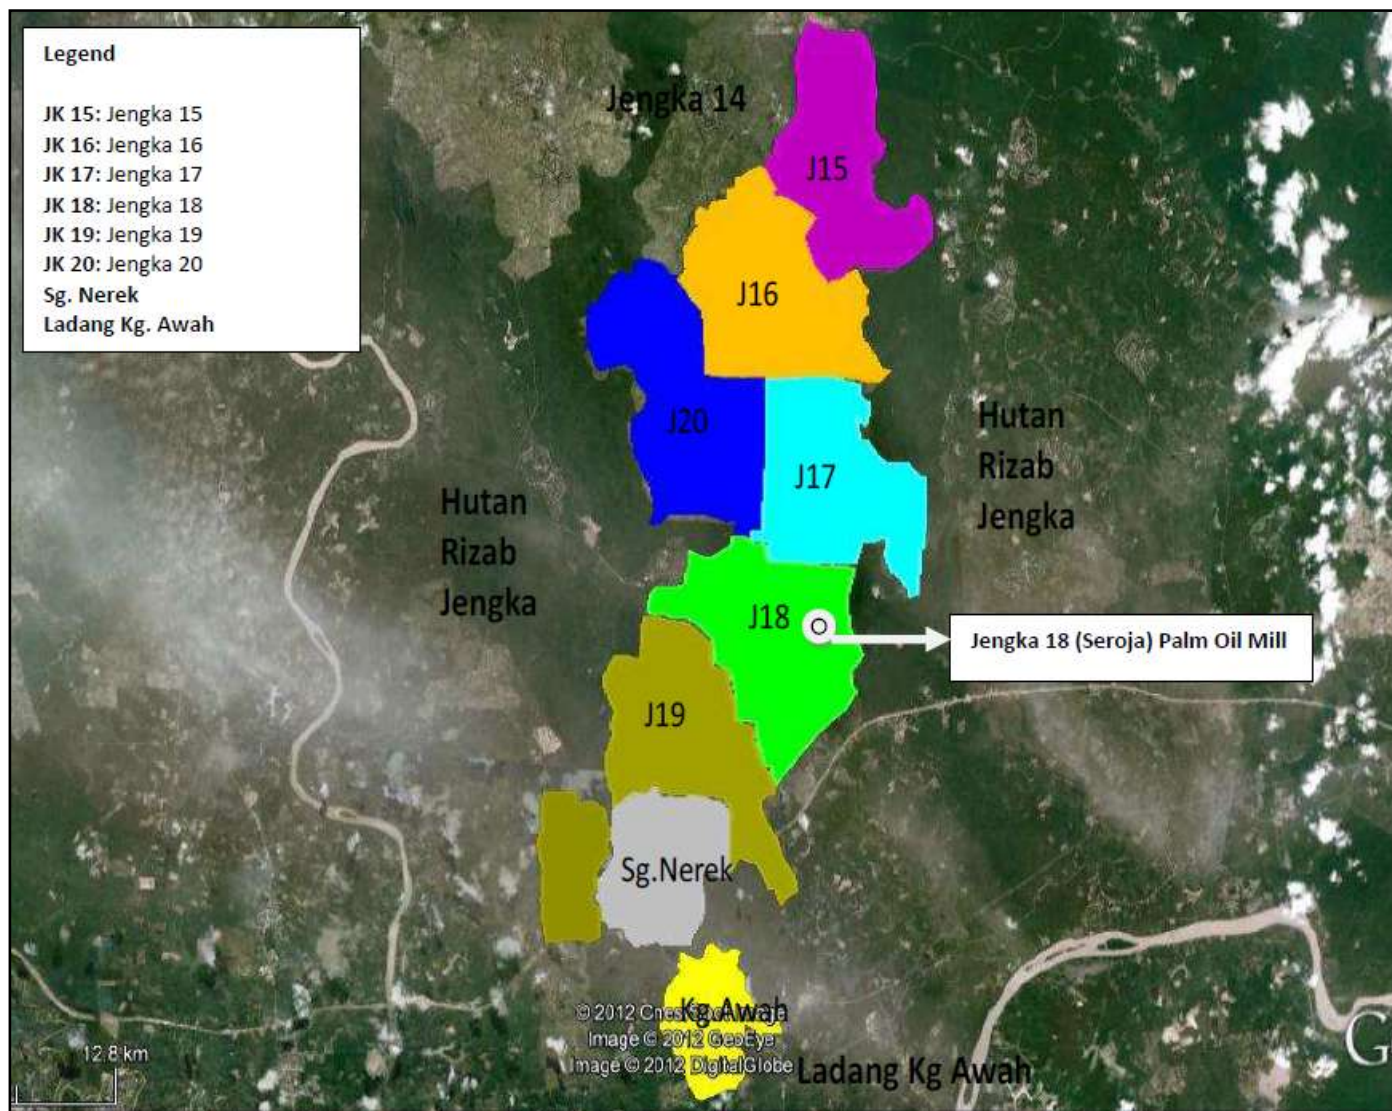 Legend
JK 15: Jengka 15
JK 16: Jengka 16
JK 17: Jengka 17
JK 18: Jengka 18
JK 19: Jengka 19
JK 20: Jengka 20
Sg. Nerek
Ladang Kg. Awah
Jengka 14
J15
J16
J20
J17
Hutan
Rizab
Jengka
Hutan
Rizab
Jengka
J18
Jengka 18 (Seroja) Palm Oil Mill
J19
Sg.Nerek
Kg Awah
© 2012
Image © 2012 GeoEye
Image © 2012 DigitalGlobe
Ladang Kg Awah
12.8 km
G